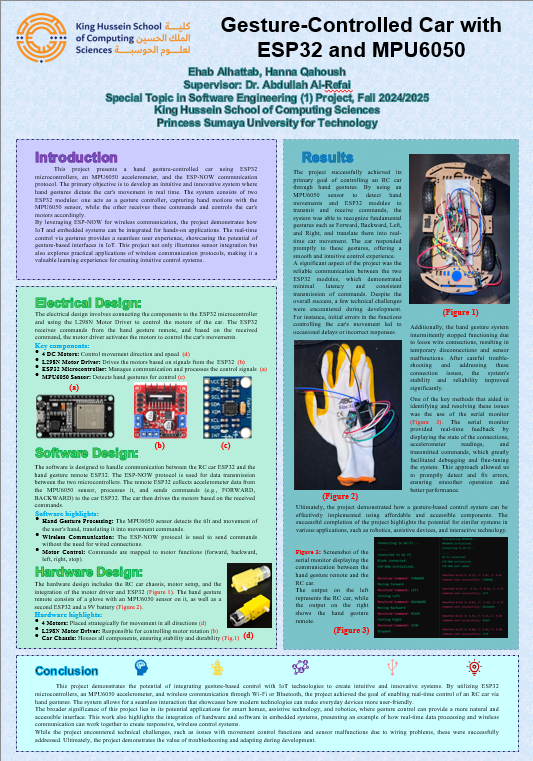 King Hussein School كليـــة
of Computing الملك الحسين
Sciences لعلـوم الحوسبـة
Gesture-Controlled Car with
ESP32 and MPU6050
Ehab Alhattab, Hanna Qahoush
Supervisor: Dr. Abdullah Al-Refai
Special Topic in Software Engineering (1) Project, Fall 2024/2025
King Hussein School of Computing Sciences
Princess Sumaya University for Technology
Introduction
This project presents a hand gesture-controlled car using ESP32
microcontrollers, an MPU6050 accelerometer, and the ESP-NOW communication
protocol. The primary objective is to develop an intuitive and innovative system where
hand gestures dictate the car's movement in real time. The system consists of two
ESP32 modules: one acts as a gesture controller, capturing hand motions with the
MPU6050 sensor, while the other receives these commands and controls the car's
motors accordingly.
By leveraging ESP-NOW for wireless communication, the project demonstrates how
IoT and embedded systems can be integrated for hands-on applications. The real-time
control via gestures provides a seamless user experience, showcasing the potential of
gesture-based interfaces in IoT. This project not only illustrates sensor integration but
also explores practical applications of wireless communication protocols, making it a
valuable learning experience for creating intuitive control systems.
Electrical Design:
The electrical design involves connecting the components to the ESP32 microcontroller
and using the L298N Motor Driver to control the motors of the car. The ESP32
receiver commands from the hand gesture remote, and based on the received
command, the motor driver activates the motors to control the car's movements.
Key components:
• 4 DC Motors: Control movement direction and speed (d)
• L298N Motor Driver: Drives the motors based on signals from the ESP32 (b)
• ESP32 Microcontroller: Manages communication and processes the control signals (a)
• MPU6050 Sensor: Detects hand gestures for control (c)
(a)
(b)
(c)
Software Design:
The software is designed to handle communication between the RC car ESP32 and the
hand gesture remote ESP32. The ESP-NOW protocol is used for data transmission
between the two microcontrollers. The remote ESP32 collects accelerometer data from
the MPU6050 sensor, processes it, and sends commands (e.g., FORWARD,
BACKWARD) to the car ESP32. The car then drives the motors based on the received
commands.
Software highlights:
• Hand Gesture Processing: The MPU6050 sensor detects the tilt and movement of
the user's hand, translating it into movement commands.
• Wireless Communication: The ESP-NOW protocol is used to send commands
without the need for wired connections.
• Motor Control: Commands are mapped to motor functions (forward, backward,
left, right, stop).
Hardware Design:
The hardware design includes the RC car chassis, motor setup, and the
integration of the motor driver and ESP32 (Figure 1). The hand gesture
remote consists of a glove with an MPU6050 sensor on it, as well as a
second ESP32 and a 9V battery (Figure 2).
Hardware highlights:
• 4 Motors: Placed strategically for movement in all directions (d)
• L298N Motor Driver: Responsible for controlling motor rotation (b)
• Car Chassis: Houses all components, ensuring stability and durability (Fig.1)
(d)
Results
The project successfully achieved its
primary goal of controlling an RC car
through hand gestures. By using an
MPU6050 sensor to detect hand
movements and ESP32 modules to
transmit and receive commands, the
system was able to recognize fundamental
gestures such as Forward, Backward, Left,
and Right, and translate them into real-
time car movement. The car responded
promptly to these gestures, offering a
smooth and intuitive control experience.
A significant aspect of the project was the
reliable communication between the two
ESP32 modules, which demonstrated
minimal latency and consistent
transmission of commands. Despite the
overall success, a few technical challenges
were encountered during development.
For instance, initial errors in the functions
controlling the car's movement led to
occasional delays or incorrect responses.
(Figure 1)
(Figure 2)
Additionally, the hand gesture system
intermittently stopped functioning due
to loose wire connections, resulting in
temporary disconnections and sensor
malfunctions. After careful trouble-
shooting and addressing these
connection issues, the system's
stability and reliability improved
significantly.
One of the key methods that aided in
identifying and resolving these issues
was the use of the serial monitor
(Figure 3). The serial monitor
provided real-time feedback by
displaying the state of the connections,
accelerometer readings, and
transmitted commands, which greatly
facilitated debugging and fine-tuning
the system. This approach allowed us
to promptly detect and fix errors,
ensuring smoother operation and
better performance.
Ultimately, the project demonstrated how a gesture-based control system can be
effectively implemented using affordable and accessible components. The
successful completion of the project highlights the potential for similar systems in
various applications, such as robotics, assistive devices, and interactive technology.
Figure 3: Screenshot of the
serial monitor displaying the
communication between the
hand gesture remote and the
RC car.
The output on the left
represents the RC car, while
the output on the right
shows the hand gesture
remote.
(Figure 3)
Conclusion
This project demonstrates the potential of integrating gesture-based control with IoT technologies to create intuitive and innovative systems. By utilizing ESP32
microcontrollers, an MPU6050 accelerometer, and wireless communication through Wi-Fi or Bluetooth, the project achieved the goal of enabling real-time control of an RC car via
hand gestures. The system allows for a seamless interaction that showcases how modern technologies can make everyday devices more user-friendly.
The broader significance of this project lies in its potential applications for smart homes, assistive technology, and robotics, where gesture control can provide a more natural and
accessible interface. This work also highlights the integration of hardware and software in embedded systems, presenting an example of how real-time data processing and wireless
communication can work together to create responsive, wireless control systems.
While the project encountered technical challenges, such as issues with movement control functions and sensor malfunctions due to wiring problems, these were successfully
addressed. Ultimately, the project demonstrates the value of troubleshooting and adapting during development.